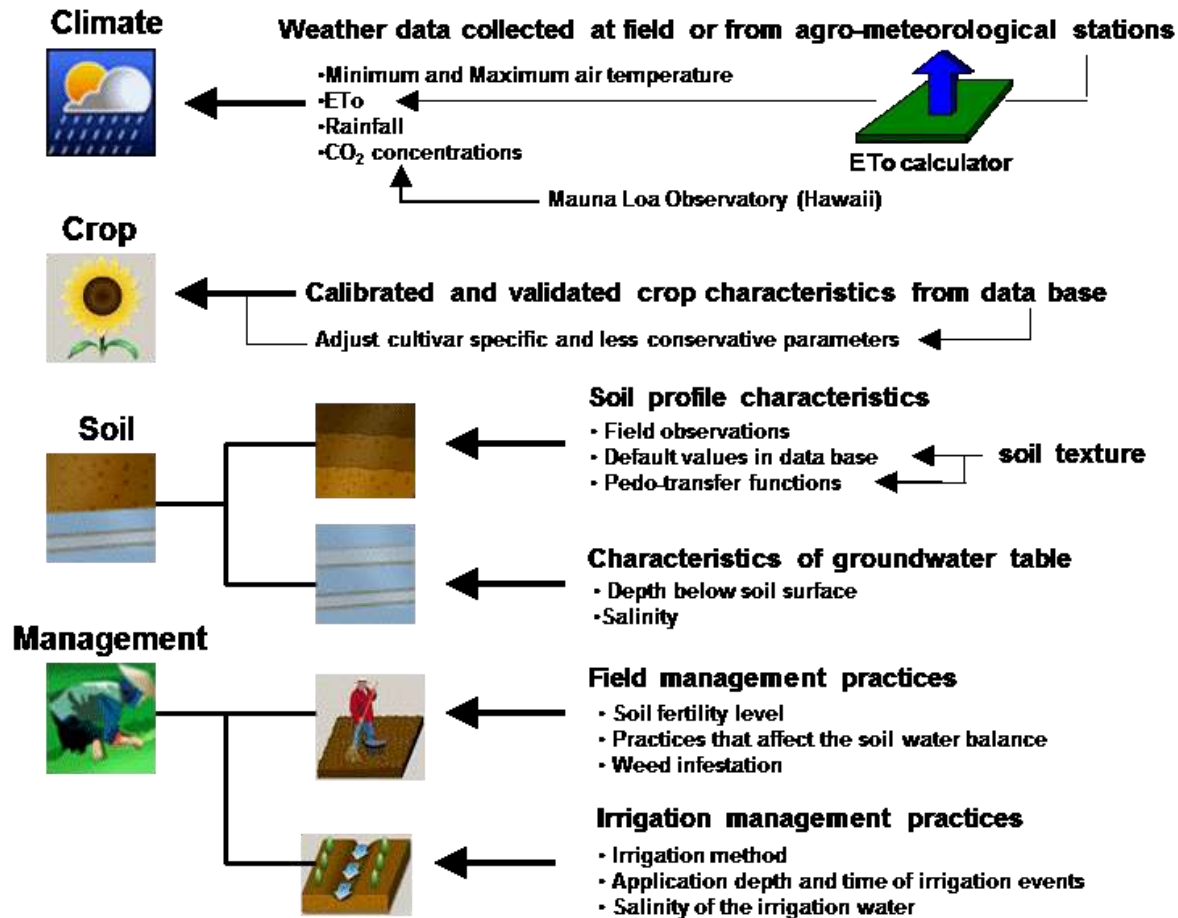 Climate
Weather data collected at field or from agro-meteorological stations
•Minimum and Maximum air temperature
•ETo
•Rainfall
•CO₂ concentrations
ETo calculator
Mauna Loa Observatory (Hawaii)
Crop
Calibrated and validated crop characteristics from data base
Adjust cultivar specific and less conservative parameters
Soil
Soil profile characteristics
• Field observations
• Default values in data base
• Pedo-transfer functions
soil texture
Characteristics of groundwater table
• Depth below soil surface
•Salinity
Management
Field management practices
• Soil fertility level
• Practices that affect the soil water balance
• Weed infestation
Irrigation management practices
• Irrigation method
• Application depth and time of irrigation events
• Salinity of the irrigation water